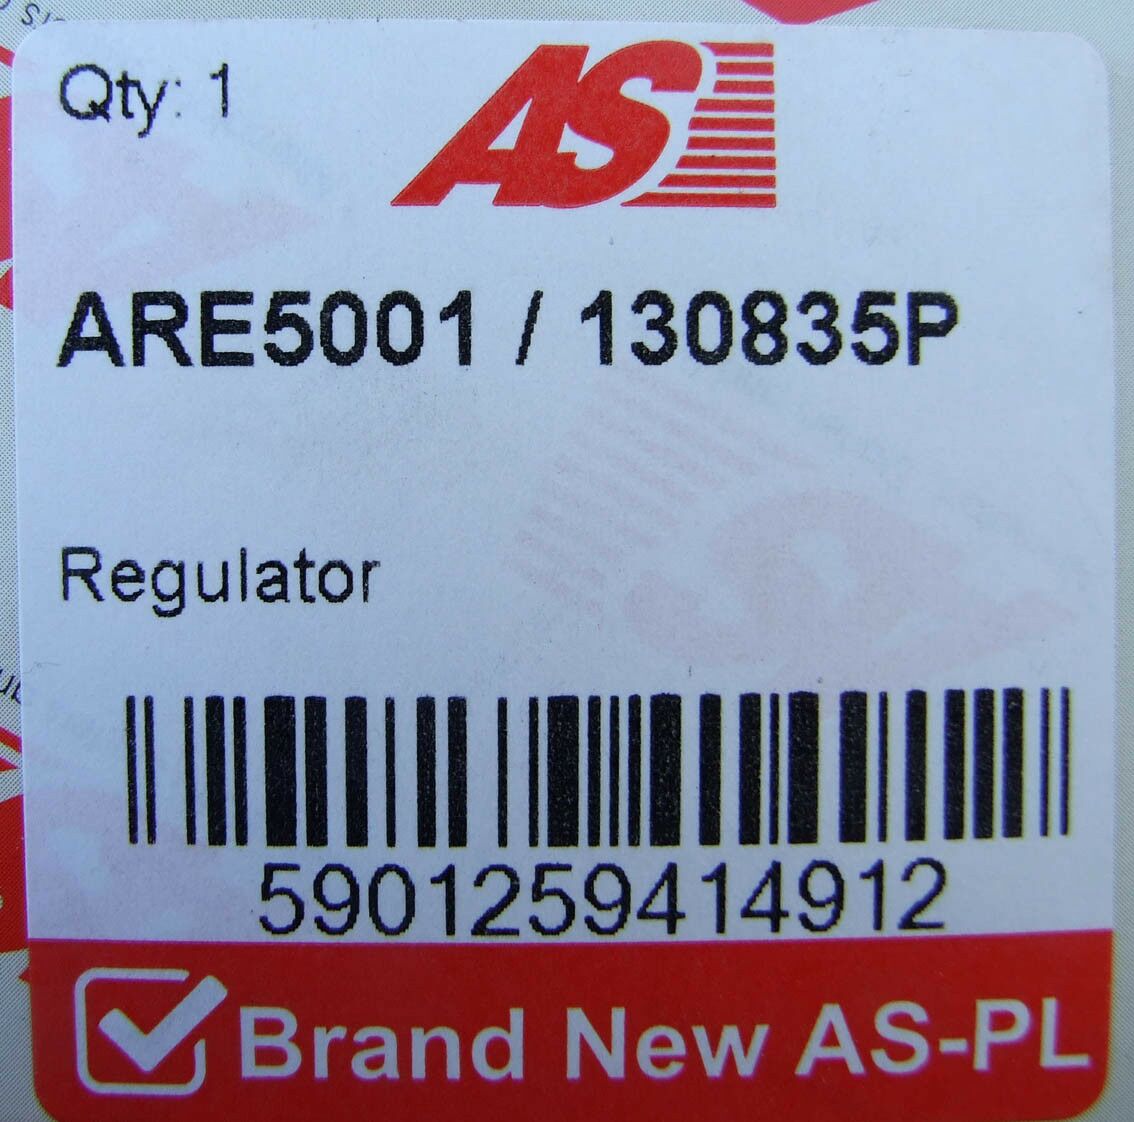 Qty: 1
AS
ARE5001 / 130835P
Regulator
5901259414912
Brand New AS-PL